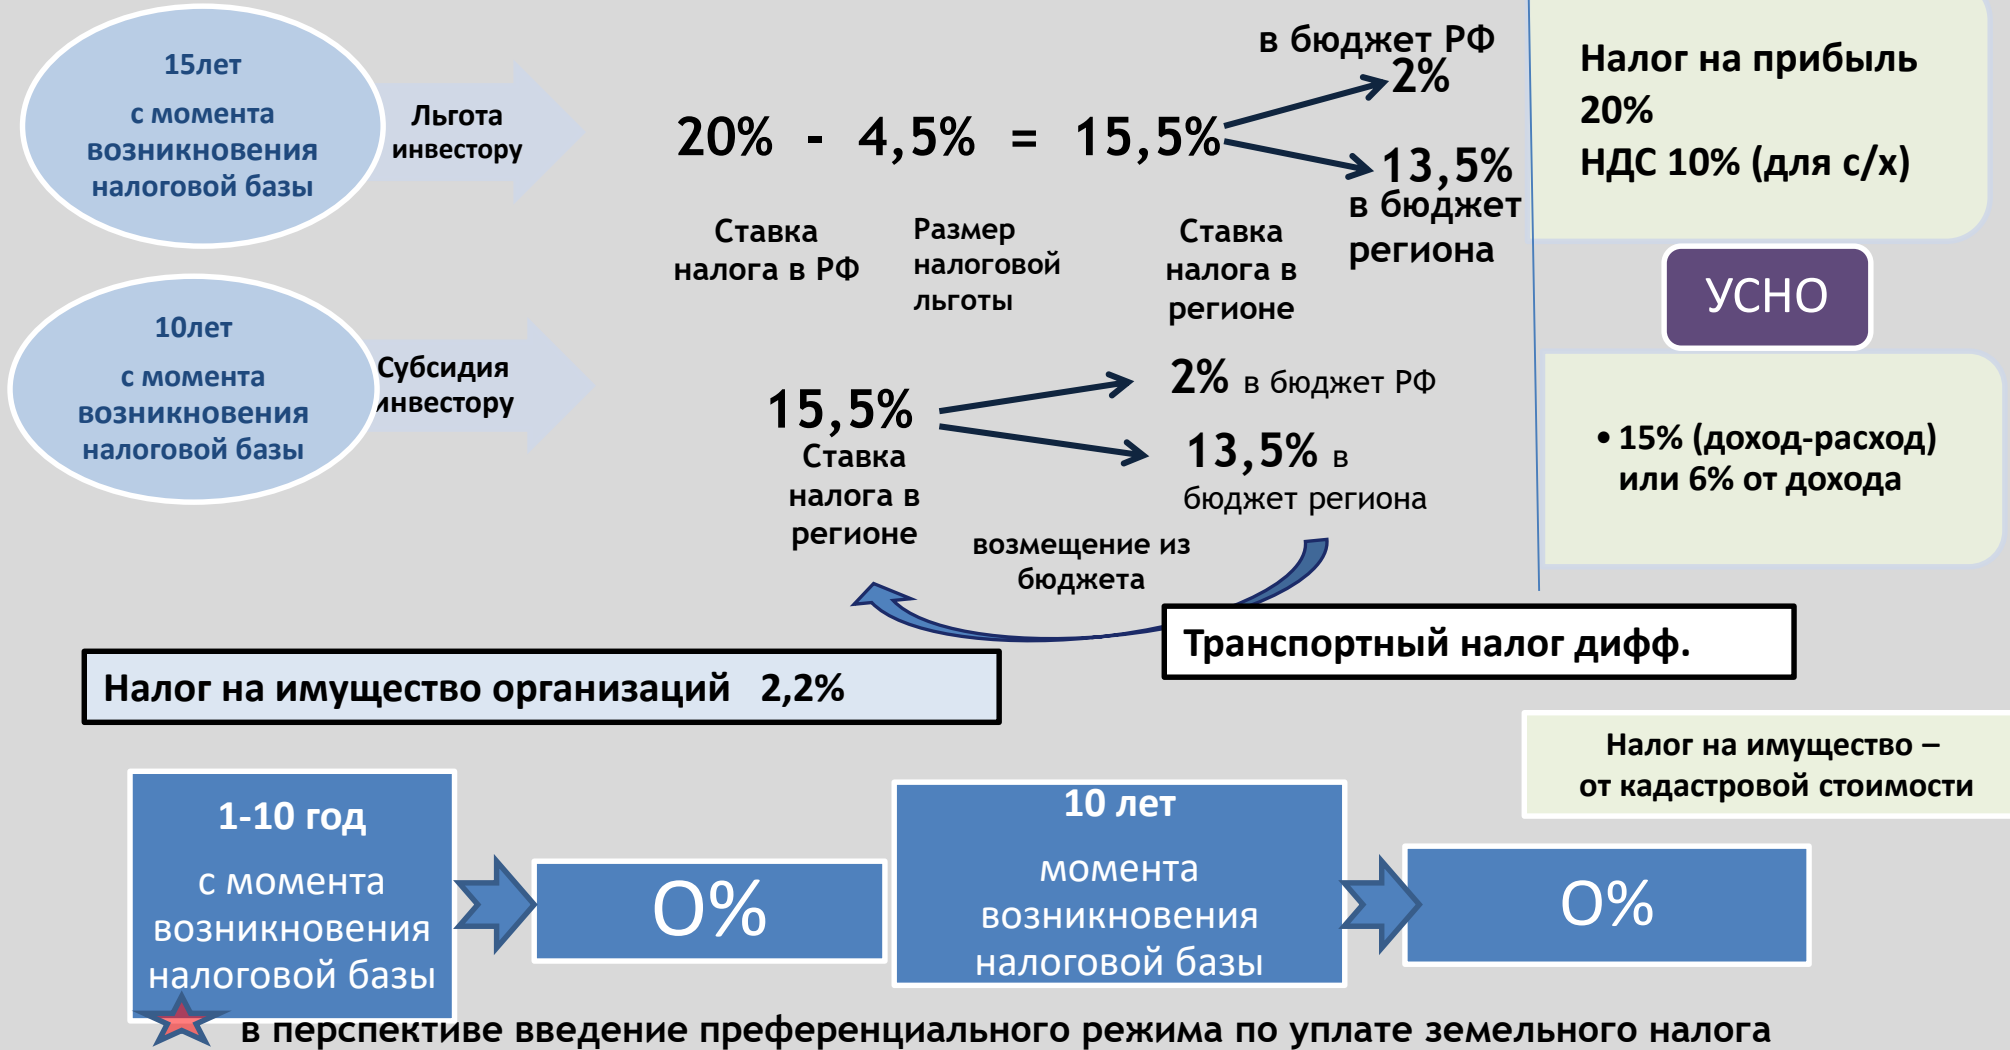 15лет
с момента
возникновения
налоговой базы
Льгота
инвестору
20% - 4,5% = 15,5%
в бюджет РФ
2%
13,5%
в бюджет
региона
Ставка
налога в РФ
Размер
налоговой
льготы
Ставка
налога в
регионе
Налог на прибыль
20%
НДС 10% (для с/х)
УСНО
• 15% (доход-расход)
или 6% от дохода
10лет
с момента
возникновения
налоговой базы
Субсидия
инвестору
15,5%
Ставка
налога в
регионе
2% в бюджет РФ
13,5% в
бюджет региона
возмещение из
бюджета
Транспортный налог дифф.
Налог на имущество организаций 2,2%
Налог на имущество –
от кадастровой стоимости
1-10 год
с момента
возникновения
налоговой базы
0%
10 лет
момента
возникновения
налоговой базы
0%
в перспективе введение преференциального режима по уплате земельного налога